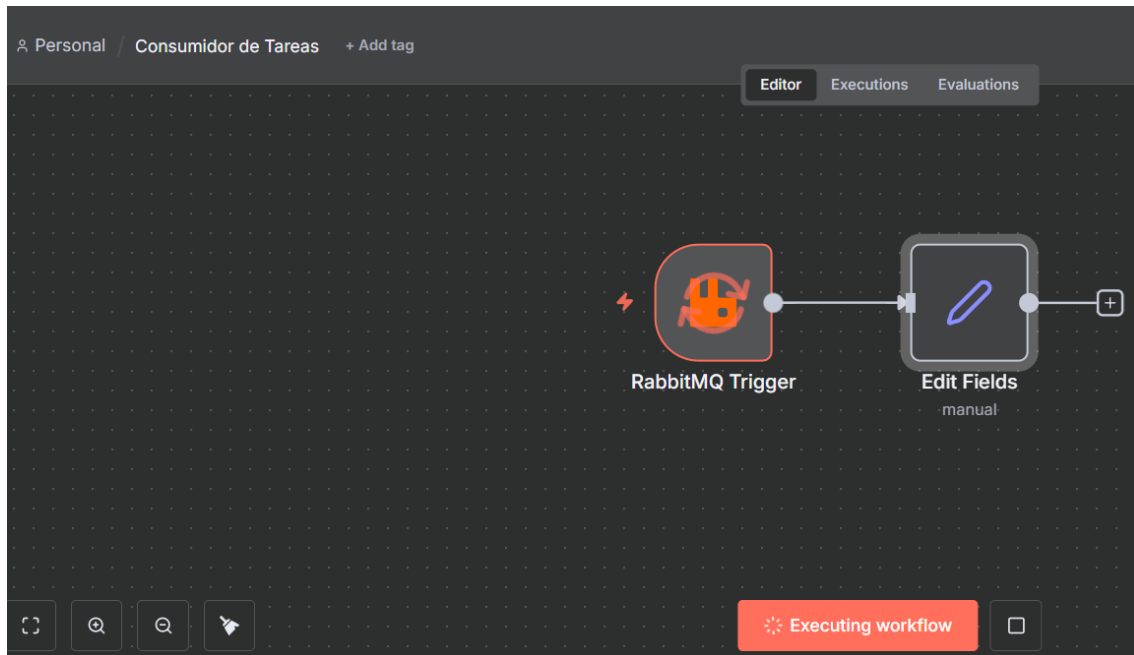 Personal / Consumidor de Tareas + Add tag
Editor Executions Evaluations
RabbitMQ Trigger
Edit Fields
manual
Executing workflow